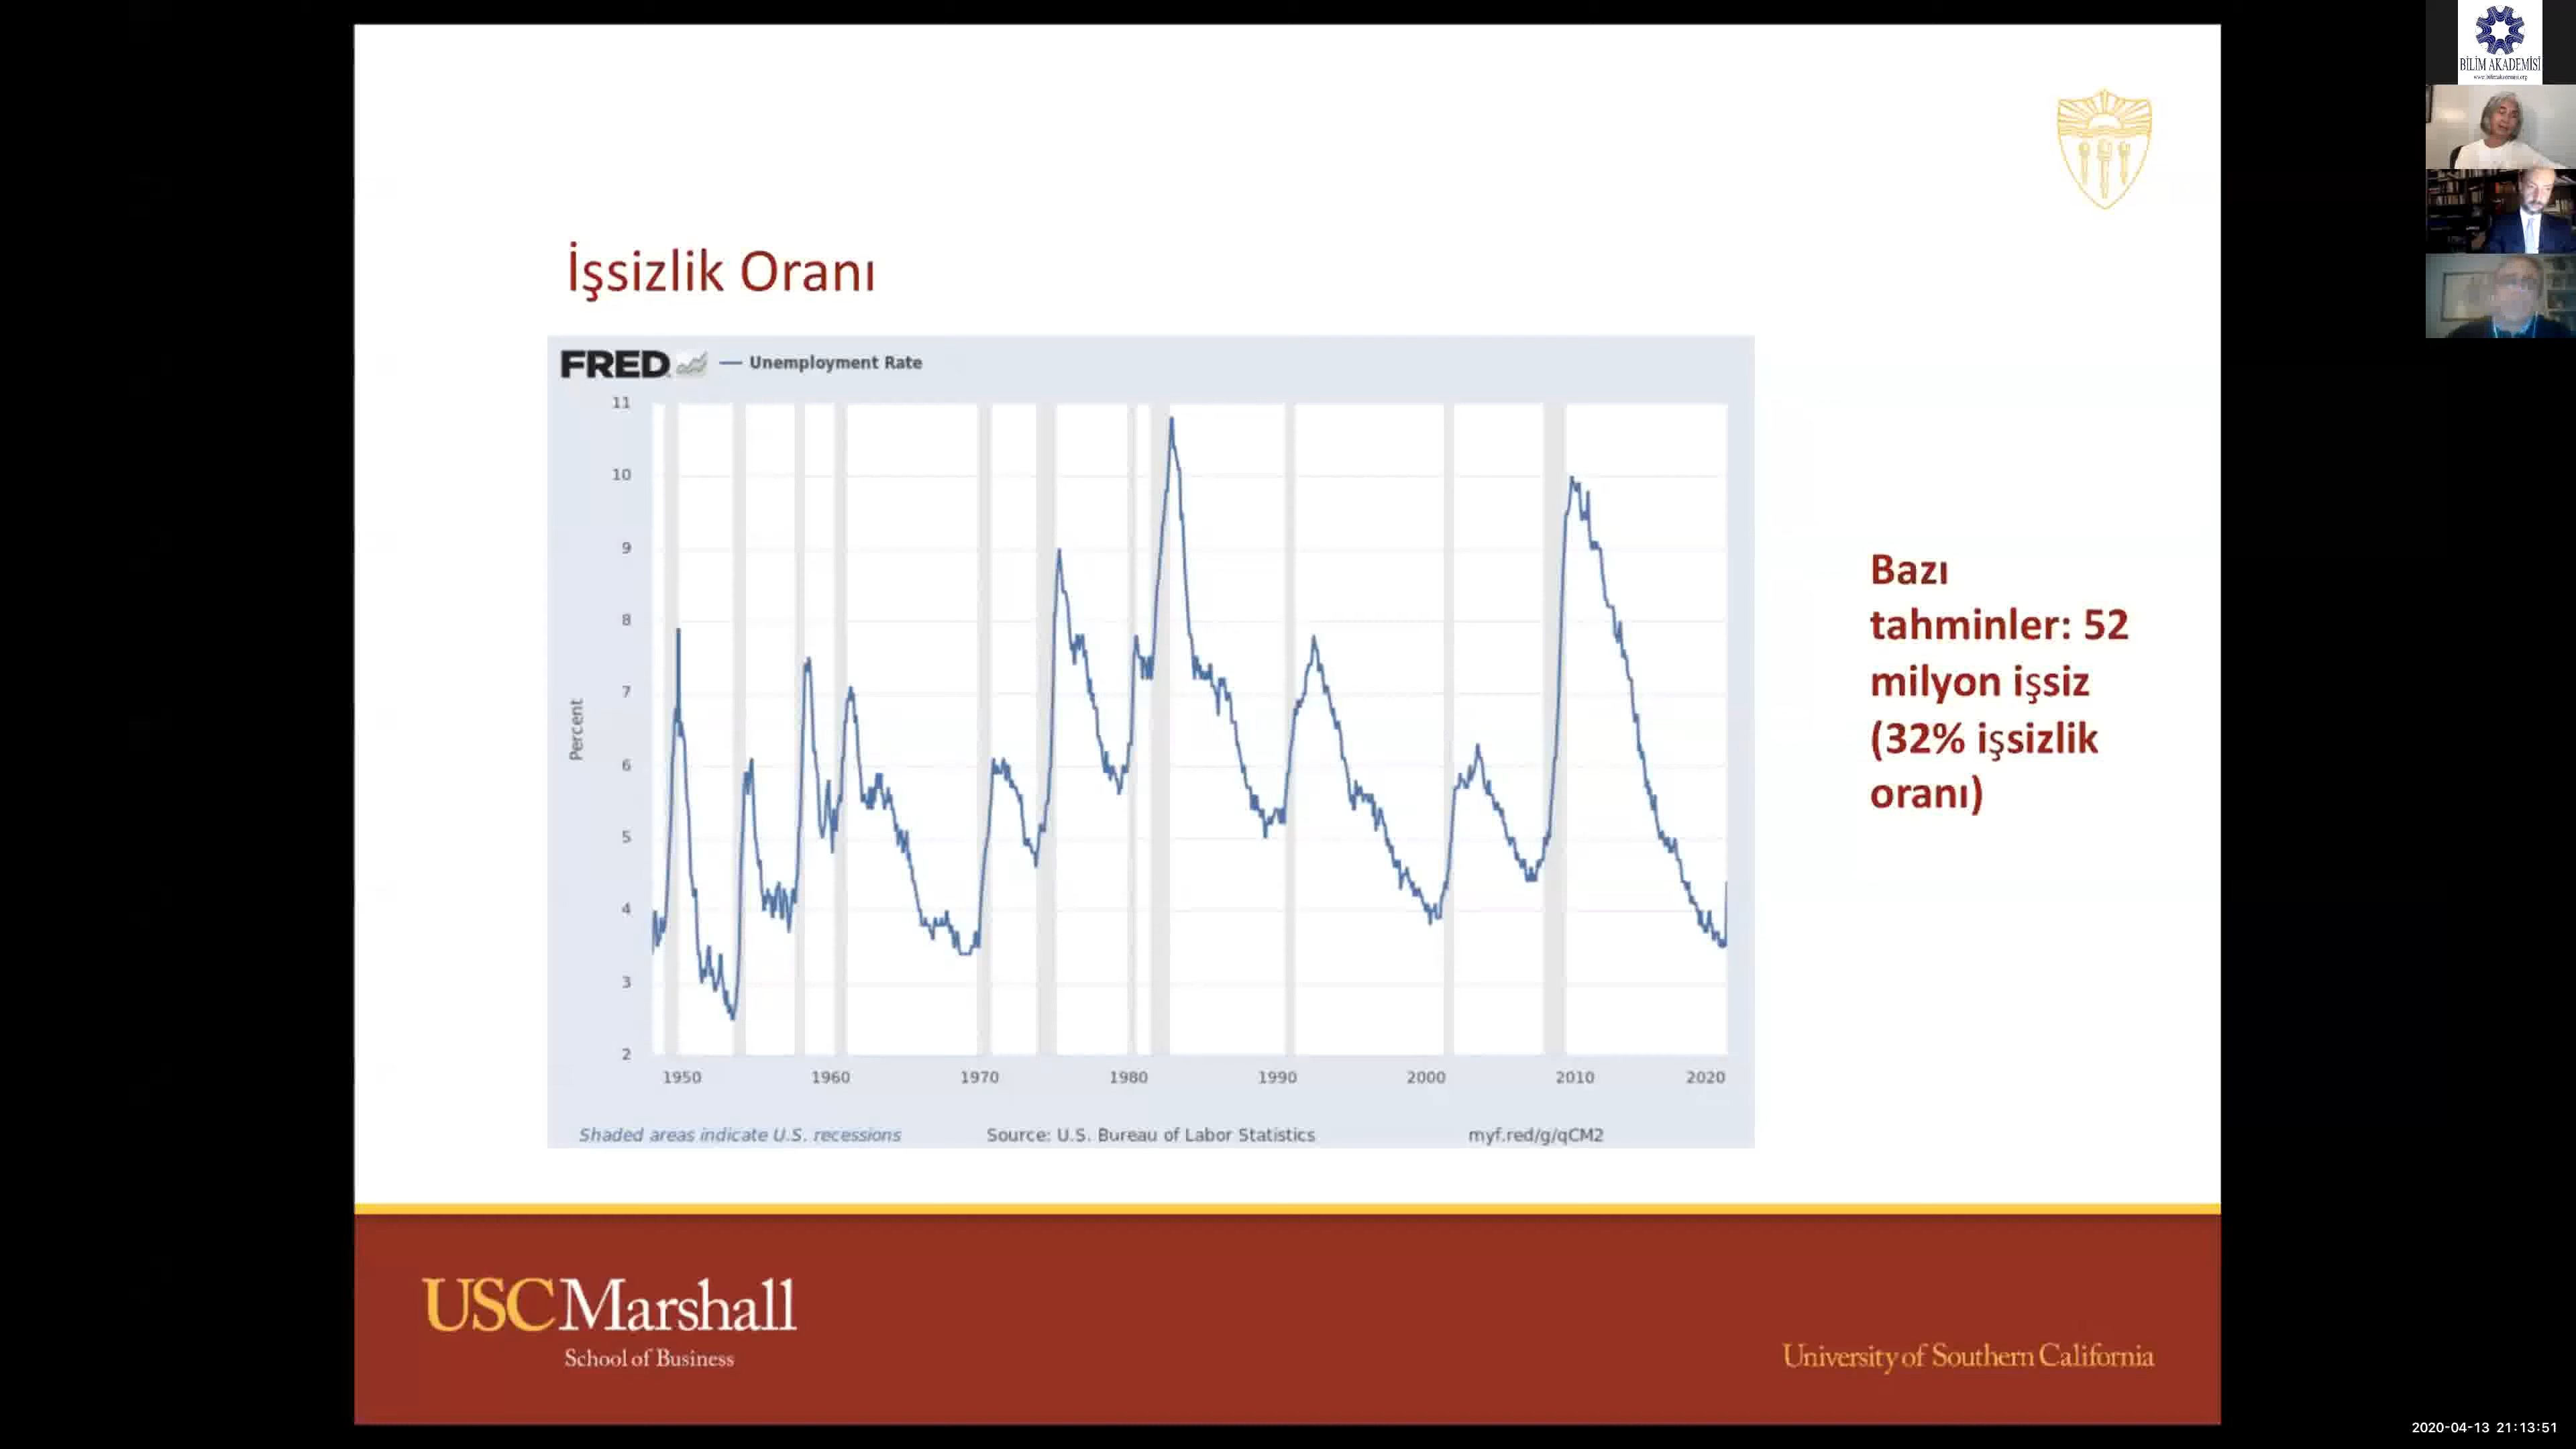 BİLİM AKADEMİSİ
www.bilimakademisi.org
İşsizlik Oranı
FRED
Unemployment Rate
11
10
9
8
7
6
5
4
3
2
Percent
1950 1960 1970 1980 1990 2000 2010 2020
Shaded areas indicate U.S. recessions
Source: U.S. Bureau of Labor Statistics
myf.red/g/qCM2
Bazı
tahminler: 52
milyon işsiz
(32% işsizlik
oranı)
USC Marshall
School of Business
University of Southern California
2020-04-13 21:13:51